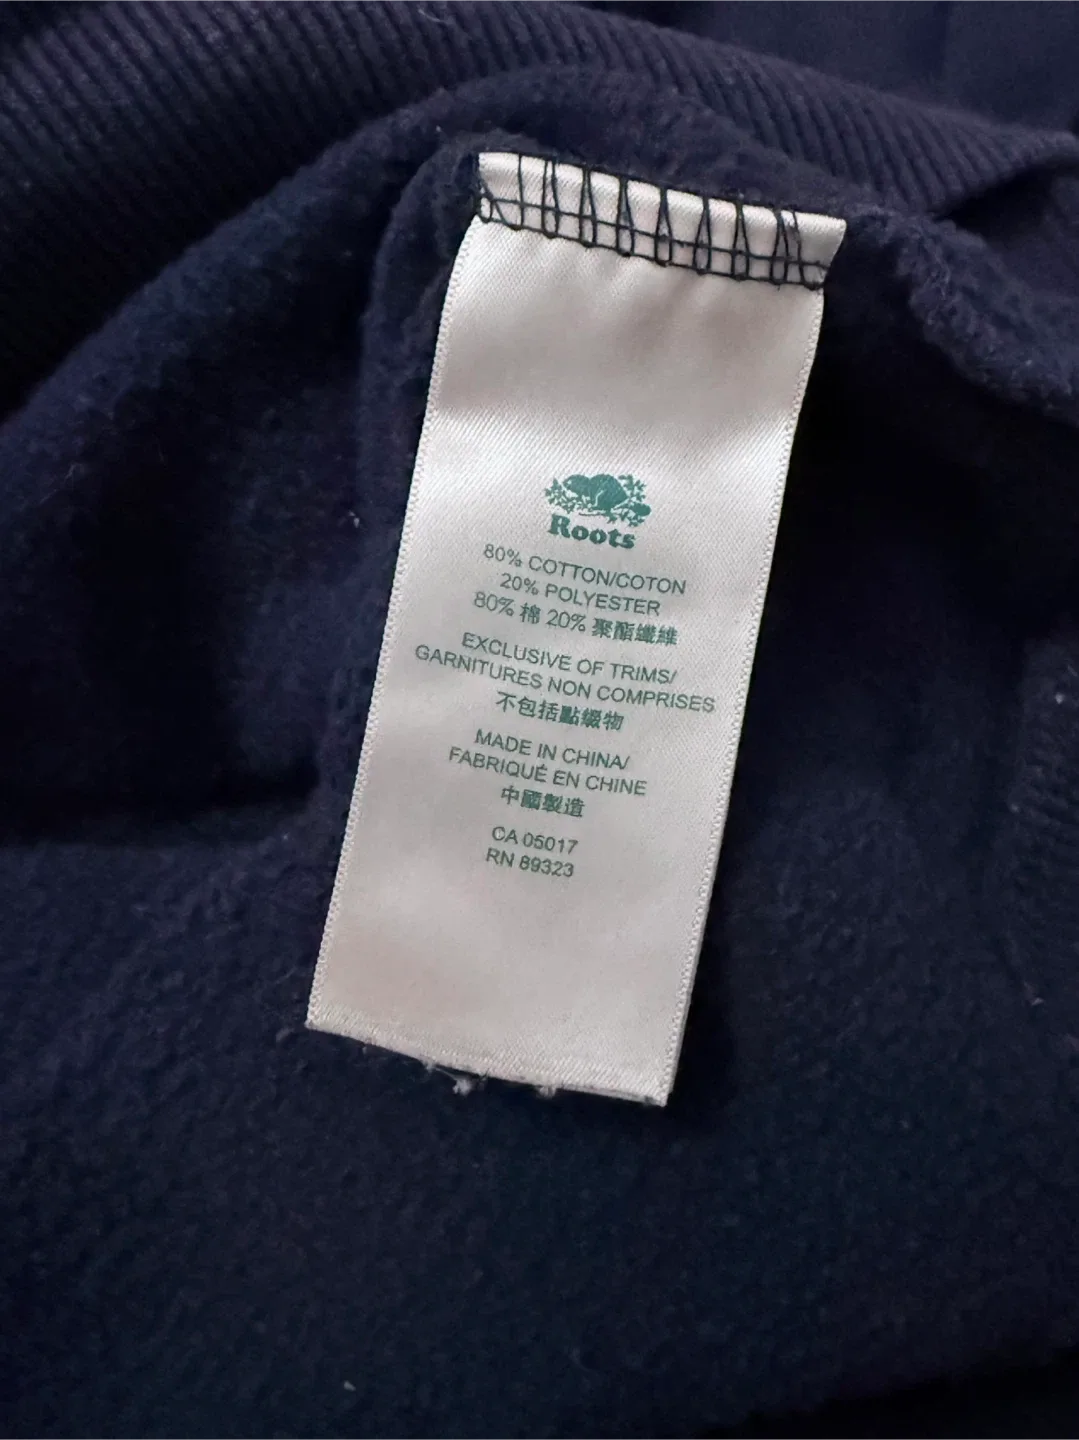 Roots
80% COTTON/COTON
20% POLYESTER
80% 棉 20% 聚酯纖維
EXCLUSIVE OF TRIMS/
GARNITURES NON COMPRISES
不包括點綴物
MADE IN CHINA/
FABRIQUÉ EN CHINE
中國製造
CA 05017
RN 89323